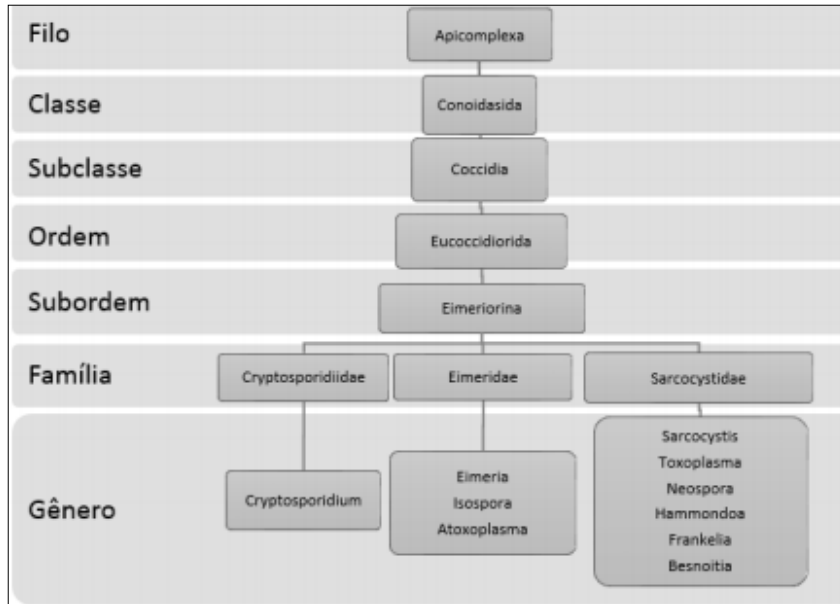 Filo
Apicomplexa
Classe
Conoidasida
Subclasse
Coccidia
Ordem
Eucoccidiorida
Subordem
Eimeriorina
Família
Cryptosporidiidae
Eimeridae
Sarcocystidae
Gênero
Cryptosporidium
Eimeria
Isospora
Atoxoplasma
Sarcocystis
Toxoplasma
Neospora
Hammondoa
Frankelia
Besnoitia